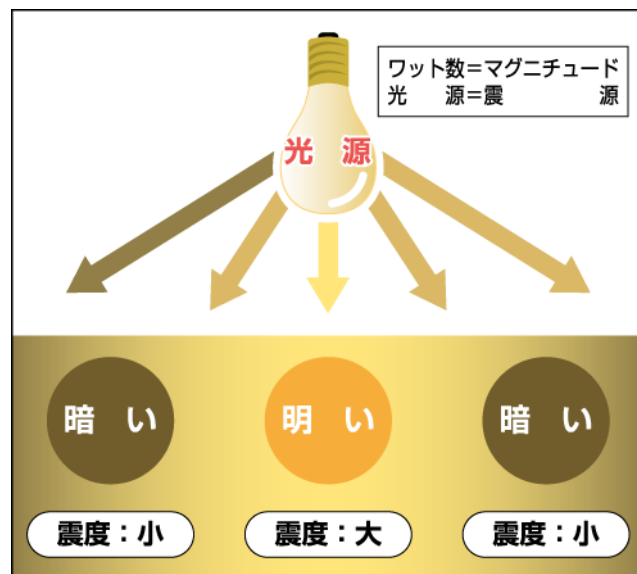 ワット数=マグニチュード
光　源=震　源
光　源
暗　い
明　い
暗　い
震度：小
震度：大
震度：小